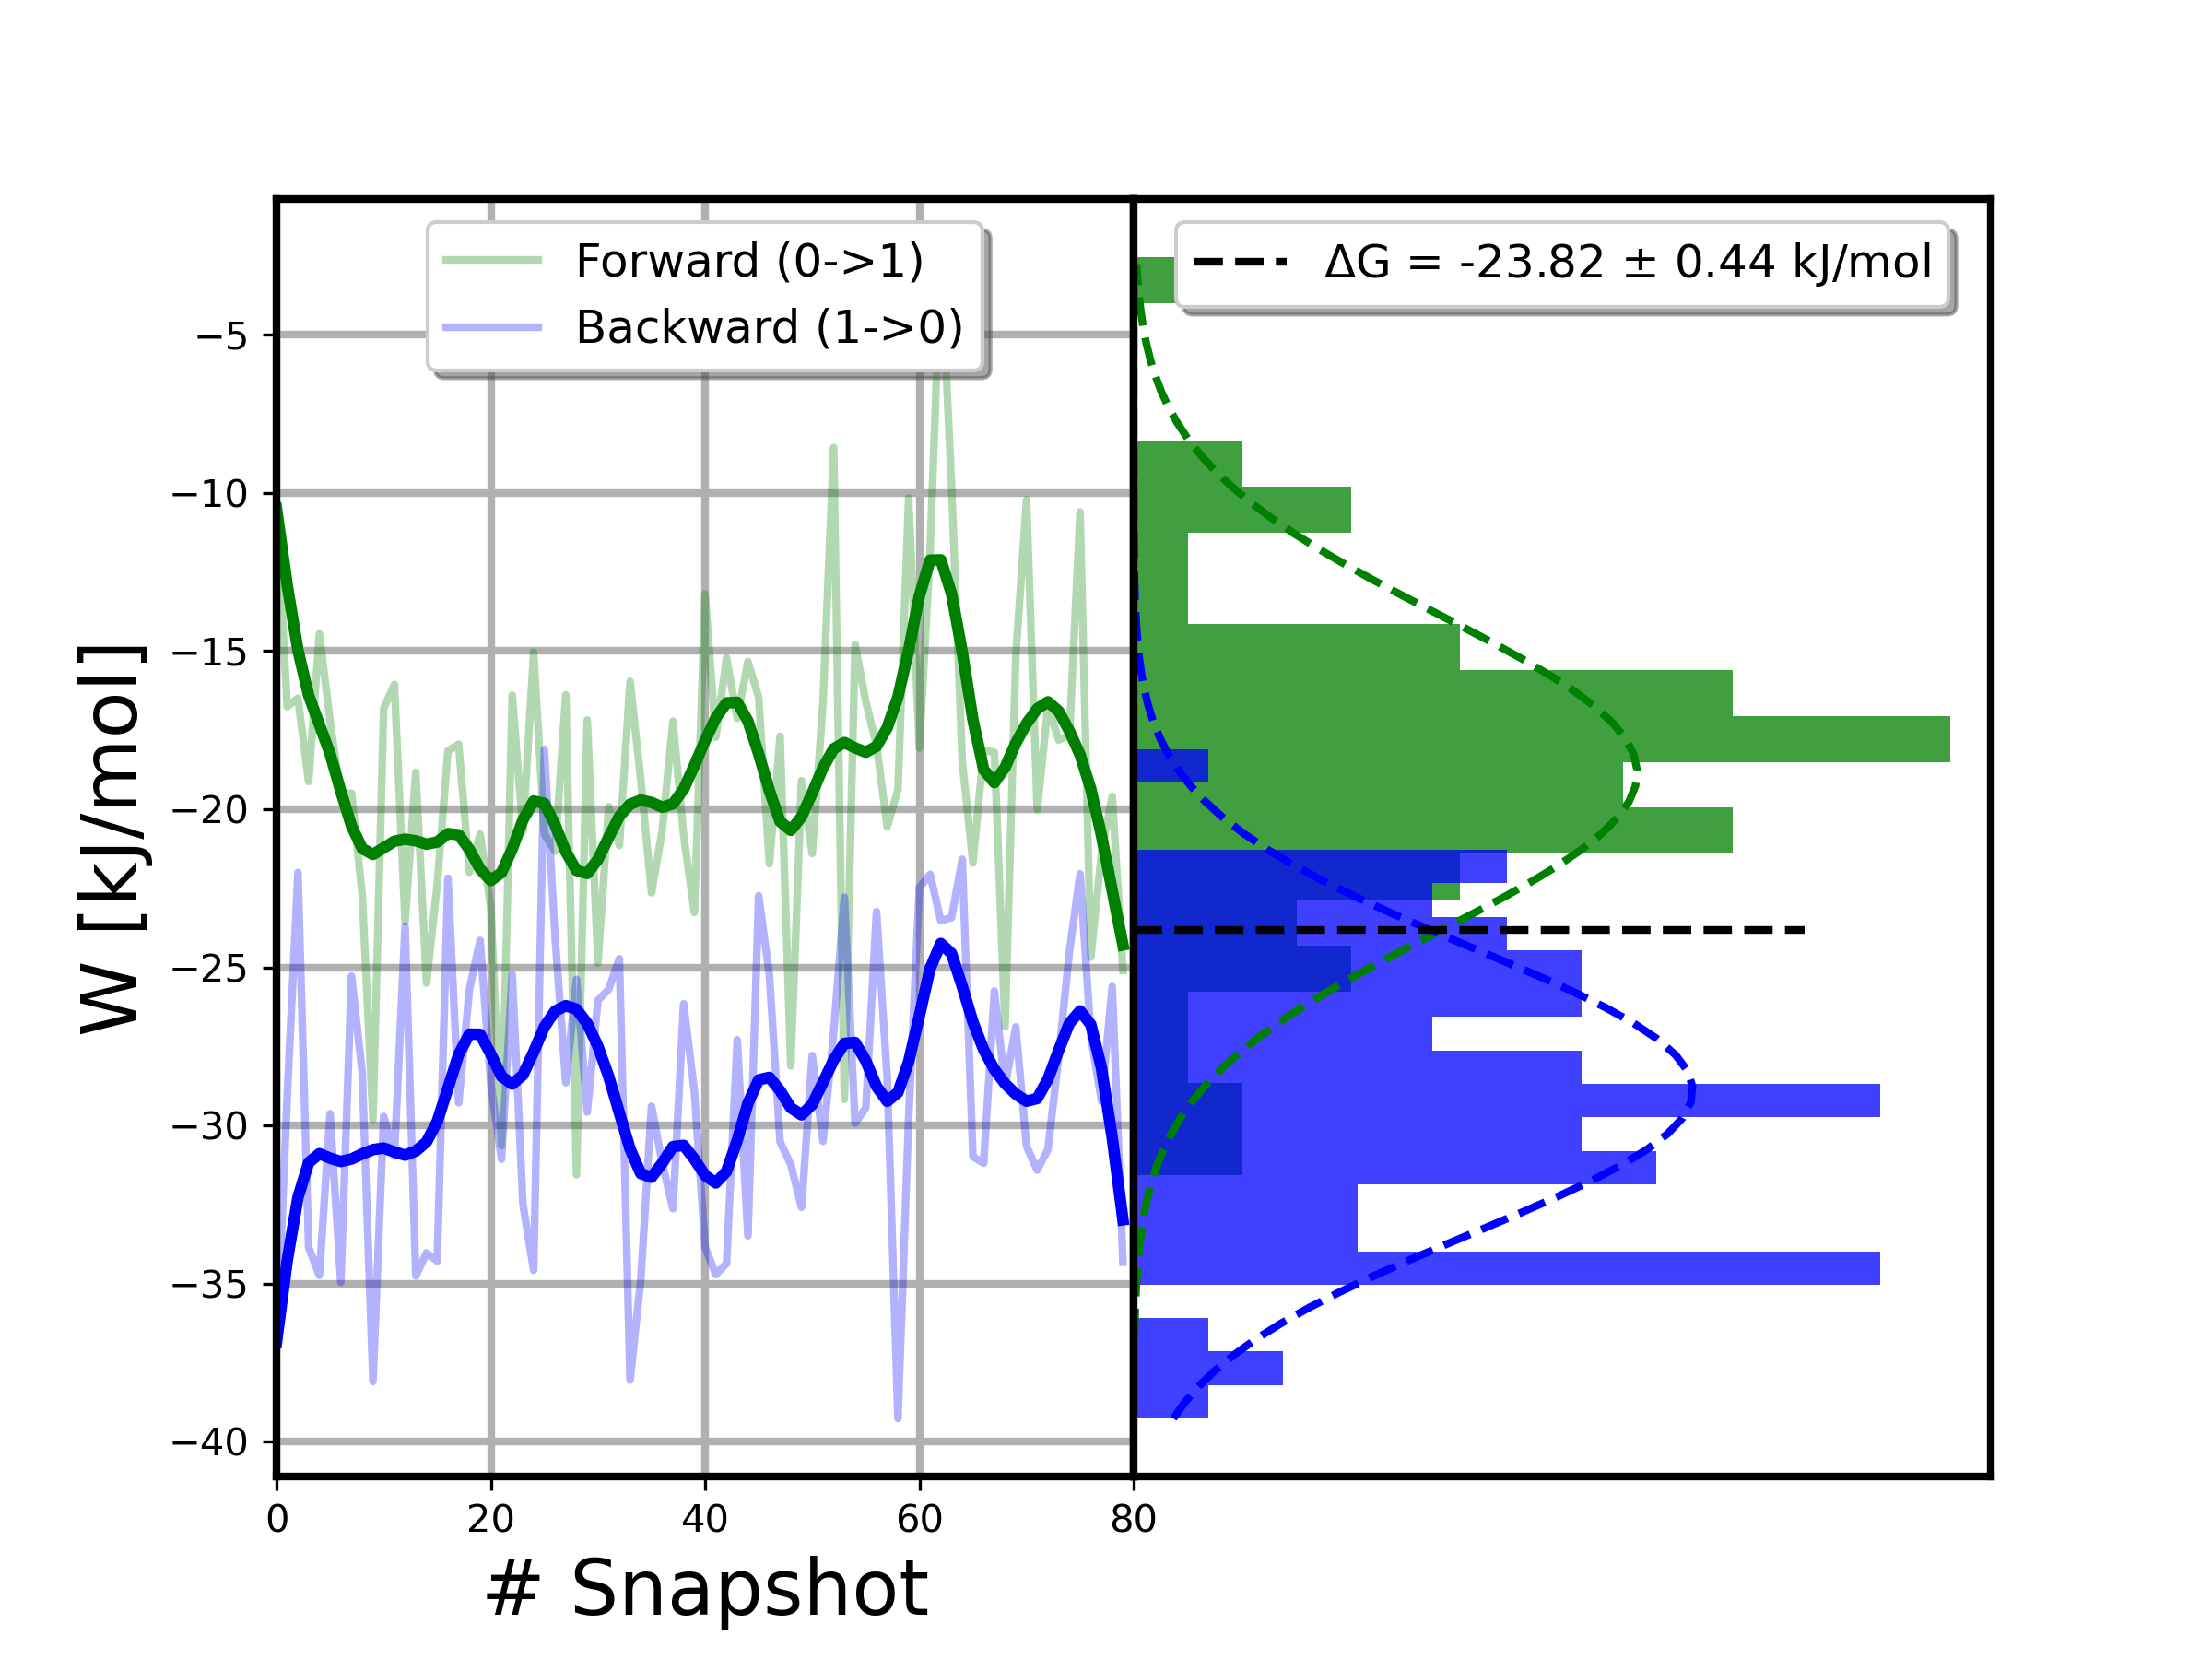 Forward (0->1)
Backward (1->0)
ΔG = -23.82 ± 0.44 kJ/mol
W [kJ/mol]
−5
−10
−15
−20
−25
−30
−35
−40
0 20 40 60 80
# Snapshot